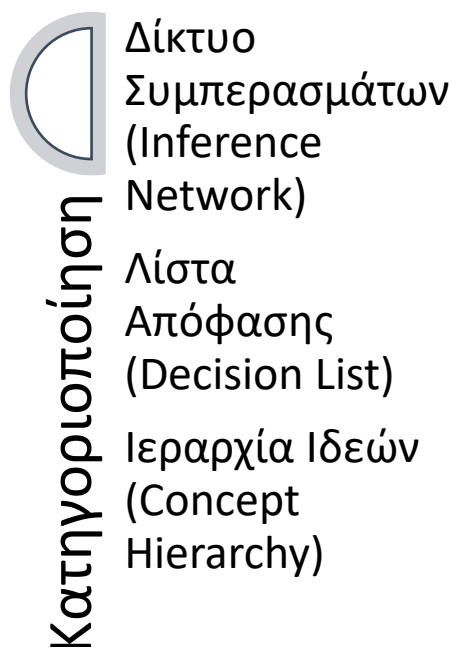 Κατηγοριοποίηση
Δίκτυο
Συμπερασμάτων
(Inference
Network)
Λίστα
Απόφασης
(Decision List)
Ιεραρχία Ιδεών
(Concept
Hierarchy)